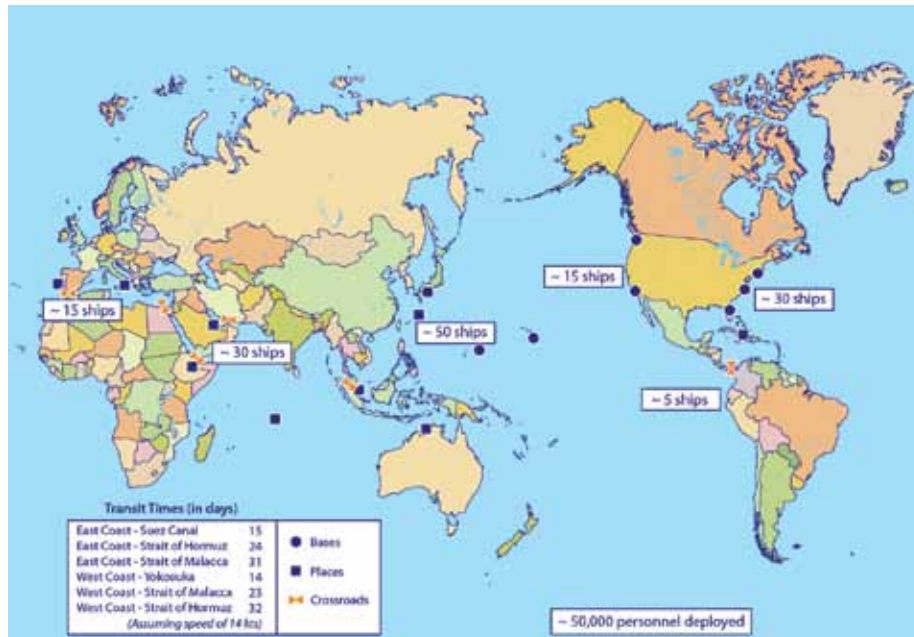 ~ 15 ships
~ 30 ships
~ 50 ships
~ 15 ships
~ 30 ships
~ 5 ships
Transit Times (in days)
East Coast - Suez Canal 15
East Coast - Strait of Hormuz 24
East Coast - Strait of Malacca 31
West Coast - Yokosuka 14
West Coast - Strait of Malacca 23
West Coast - Strait of Hormuz 32
(Assuming speed of 14 kts)
Bases
Places
Crossroads
~ 50,000 personnel deployed